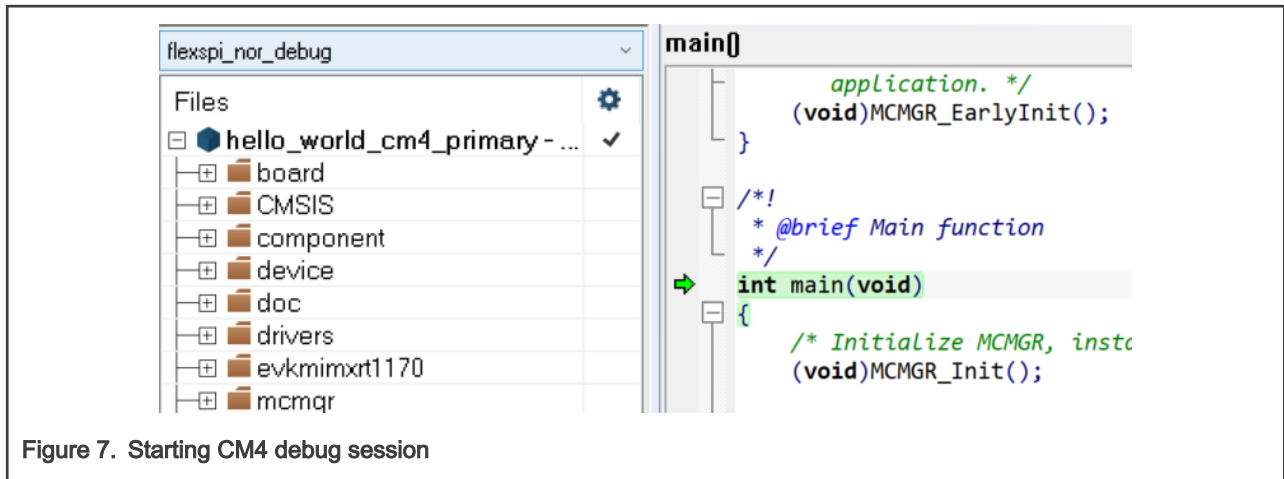 flexspi_nor_debug
Files
hello_world_cm4_primary - ...
board
CMSIS
component
device
doc
drivers
evkmimxrt1170
mcmgr
main()
application. */
(void)MCMGR_EarlyInit();
}
/*!
* @brief Main function
*/
int main(void)
{
/* Initialize MCMGR, insta
(void)MCMGR_Init();
Figure 7. Starting CM4 debug session